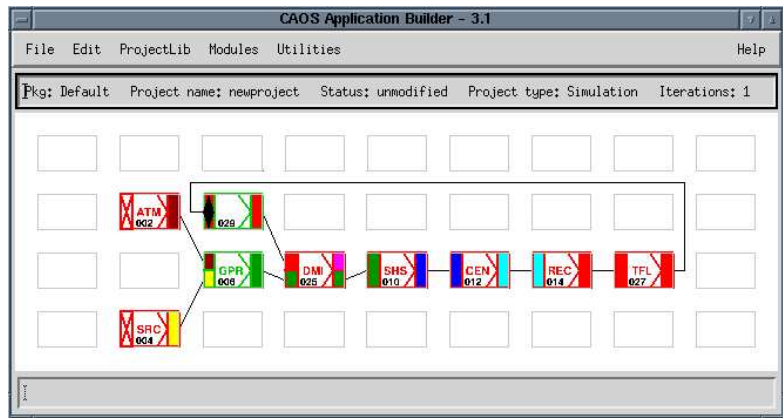 CAOS Application Builder - 3.1
File Edit ProjectLib Modules Utilities Help
Pkg: Default Project name: newproject Status: unmodified Project type: Simulation Iterations: 1
ATM
002
029
GPR
006
DMI
025
SHS
010
CEN
012
REC
014
TFL
027
SRC
004